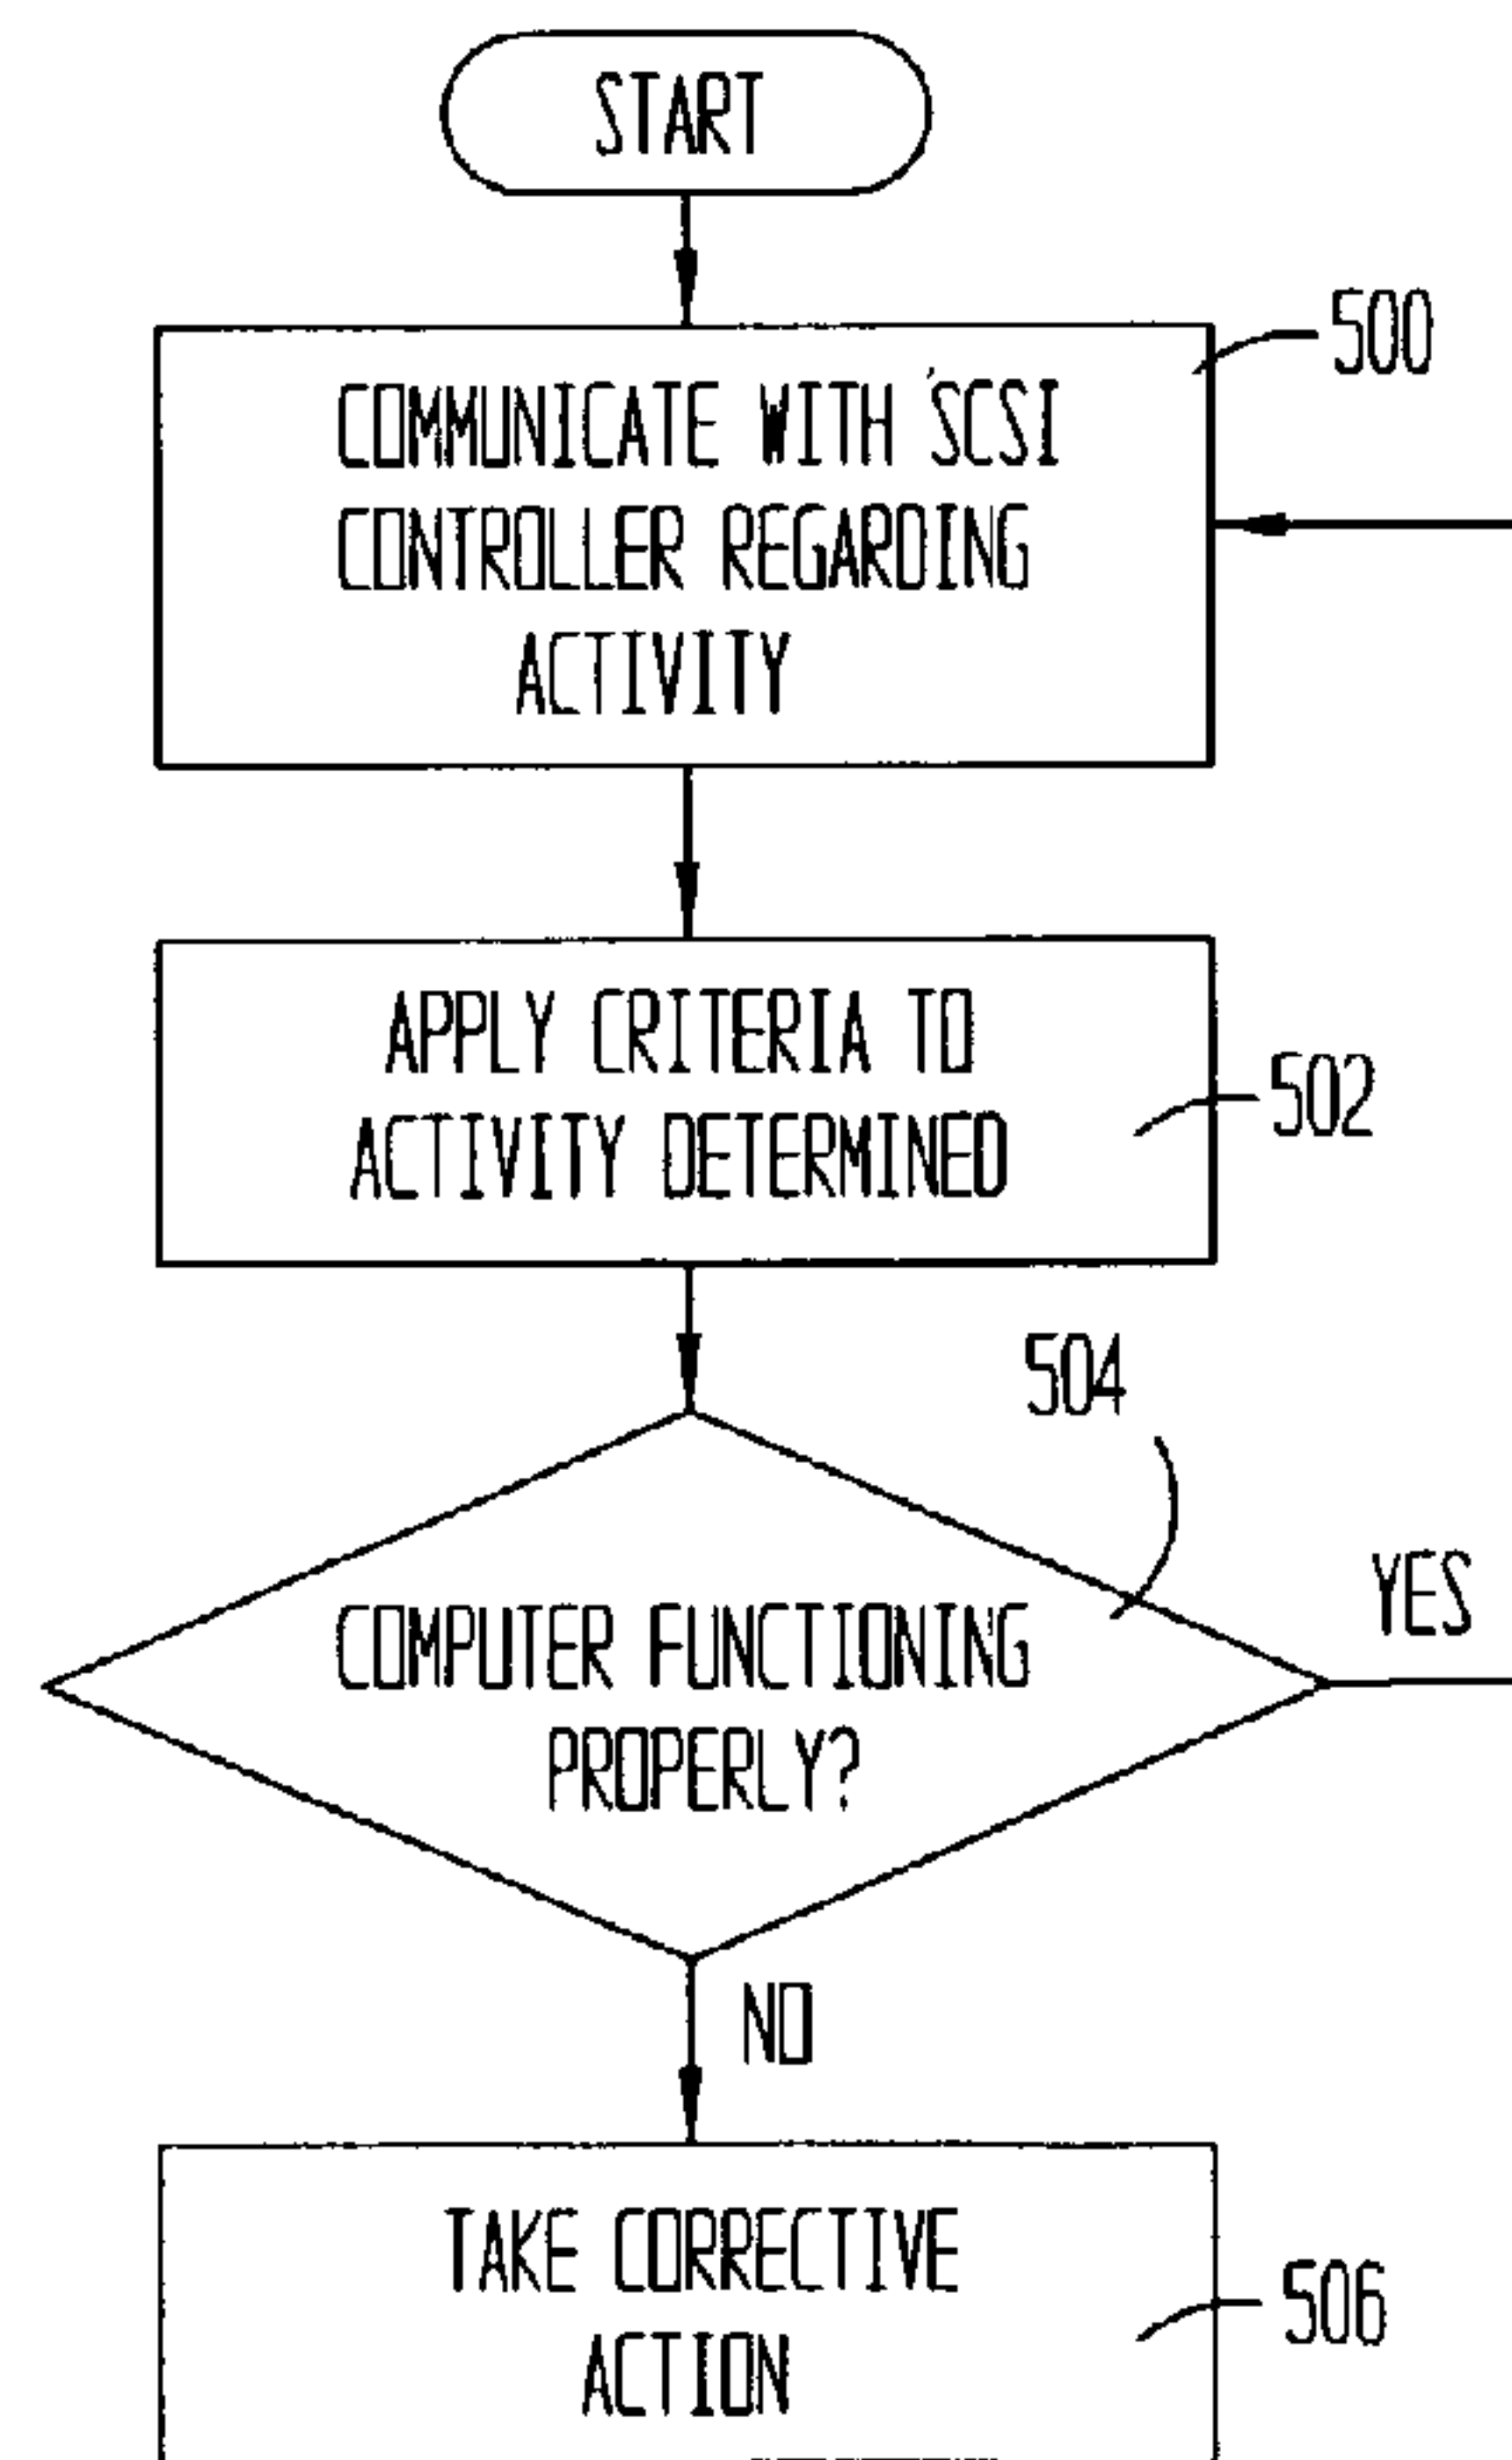 START
500
COMMUNICATE WITH SCSI
CONTROLLER REGARDING
ACTIVITY
APPLY CRITERIA TO
ACTIVITY DETERMINED
502
504
YES
COMPUTER FUNCTIONING
PROPERLY?
NO
TAKE CORRECTIVE
ACTION
506